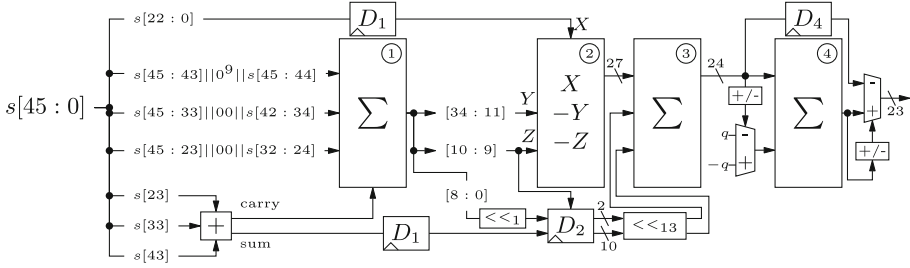 s[22 : 0]
D1
X
s[45 : 0]
s[45 : 43]||0^9||s[45 : 44]
s[45 : 33]||00||s[42 : 34]
s[45 : 23]||00||s[32 : 24]
1
Σ
[34 : 11]
Y
[10 : 9]
Z
[8 : 0]
2
X
−Y
−Z
27
3
Σ
24
+/-
D4
q
−
−q
+
4
Σ
−
+
23
+/-
s[23]
s[33]
s[43]
+
carry
sum
D1
<<1
D2
2
10
<<13